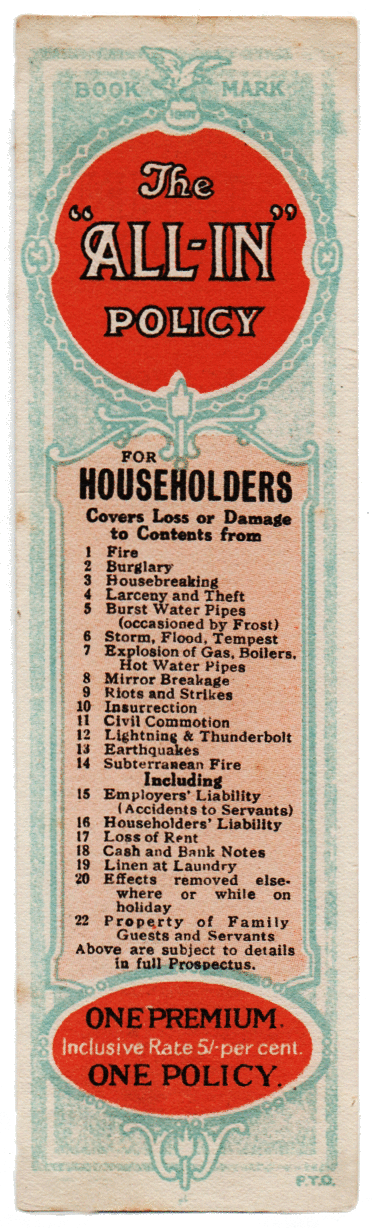 BOOK MARK
The
"ALL-IN"
POLICY
FOR
HOUSEHOLDERS
Covers Loss or Damage
to Contents from
1 Fire
2 Burglary
3 Housebreaking
4 Larceny and Theft
5 Burst Water Pipes
(occasioned by Frost)
6 Storm, Flood, Tempest
7 Explosion of Gas, Boilers,
Hot Water Pipes
8 Mirror Breakage
9 Riots and Strikes
10 Insurrection
11 Civil Commotion
12 Lightning & Thunderbolt
13 Earthquakes
14 Subterranean Fire
Including
15 Employers' Liability
(Accidents to Servants)
16 Householders' Liability
17 Loss of Rent
18 Cash and Bank Notes
19 Linen at Laundry
20 Effects removed else-
where or while on
holiday
22 Property of Family
Guests and Servants
Above are subject to details
in full Prospectus.
ONE PREMIUM.
Inclusive Rate 5/- per cent.
ONE POLICY.
P.T.O.